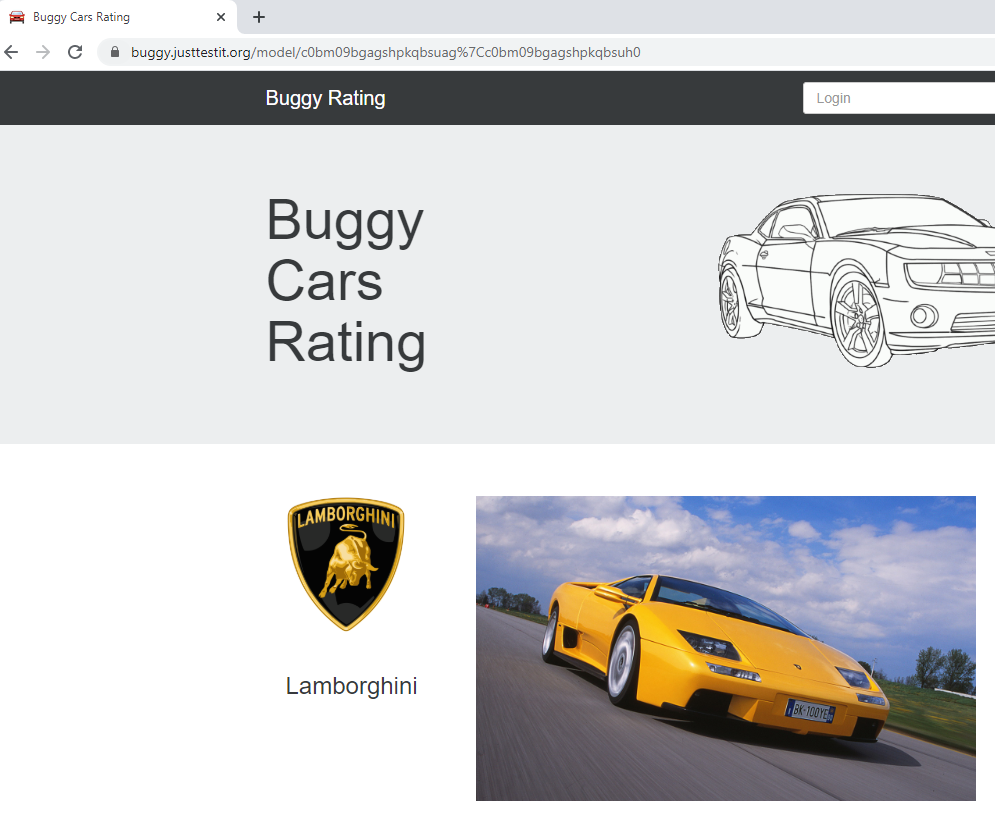 Buggy Cars Rating
buggy.justtestit.org/model/c0bm09bgagshpkqbsuag%7Cc0bm09bgagshpkqbsuh0
Buggy Rating
Login
Buggy
Cars
Rating
LAMBORGHINI
Lamborghini
BK·100YE